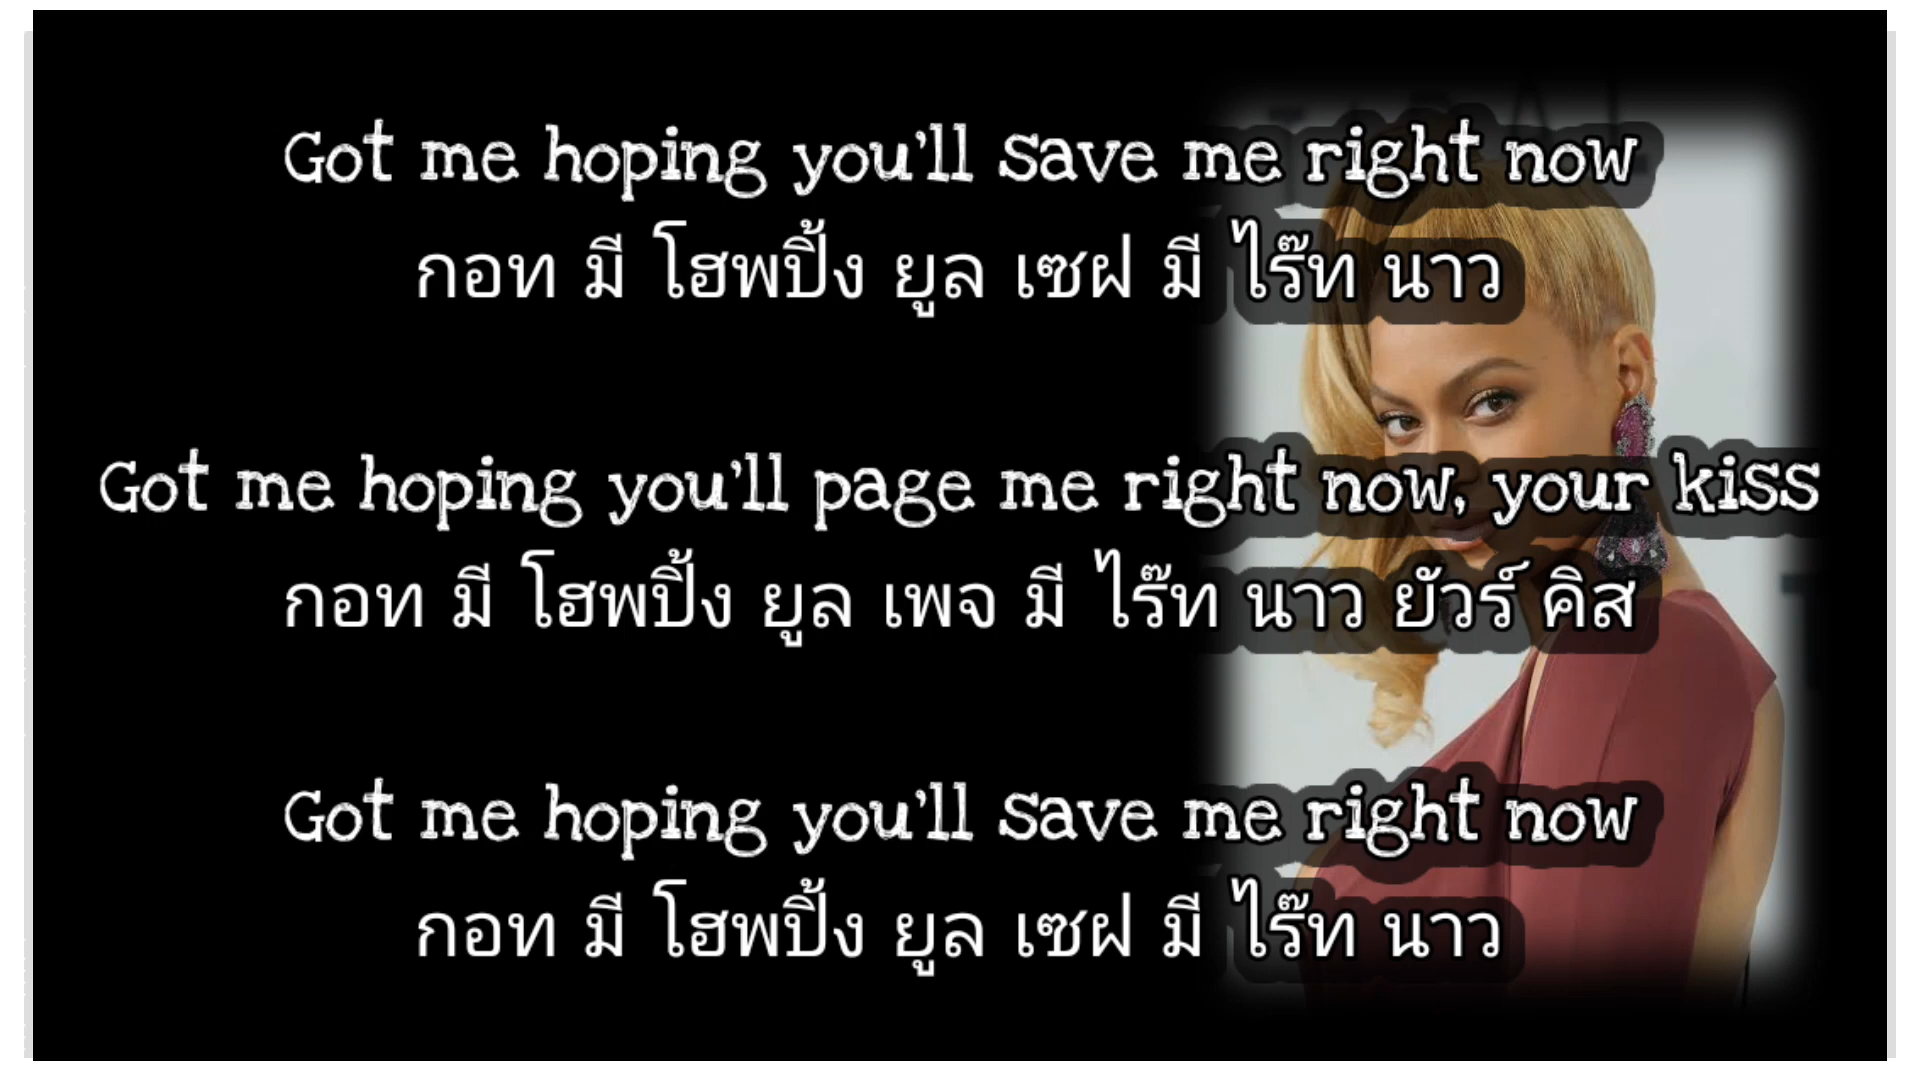 Got me hoping you'll save me right now
กอท มี โฮพปิ้ง ยูล เซฝ มี ไร๊ท นาว
Got me hoping you'll page me right now, your kiss
กอท มี โฮพปิ้ง ยูล เพจ มี ไร๊ท นาว ยัวร์ คิส
Got me hoping you'll save me right now
กอท มี โฮพปิ้ง ยูล เซฝ มี ไร๊ท นาว